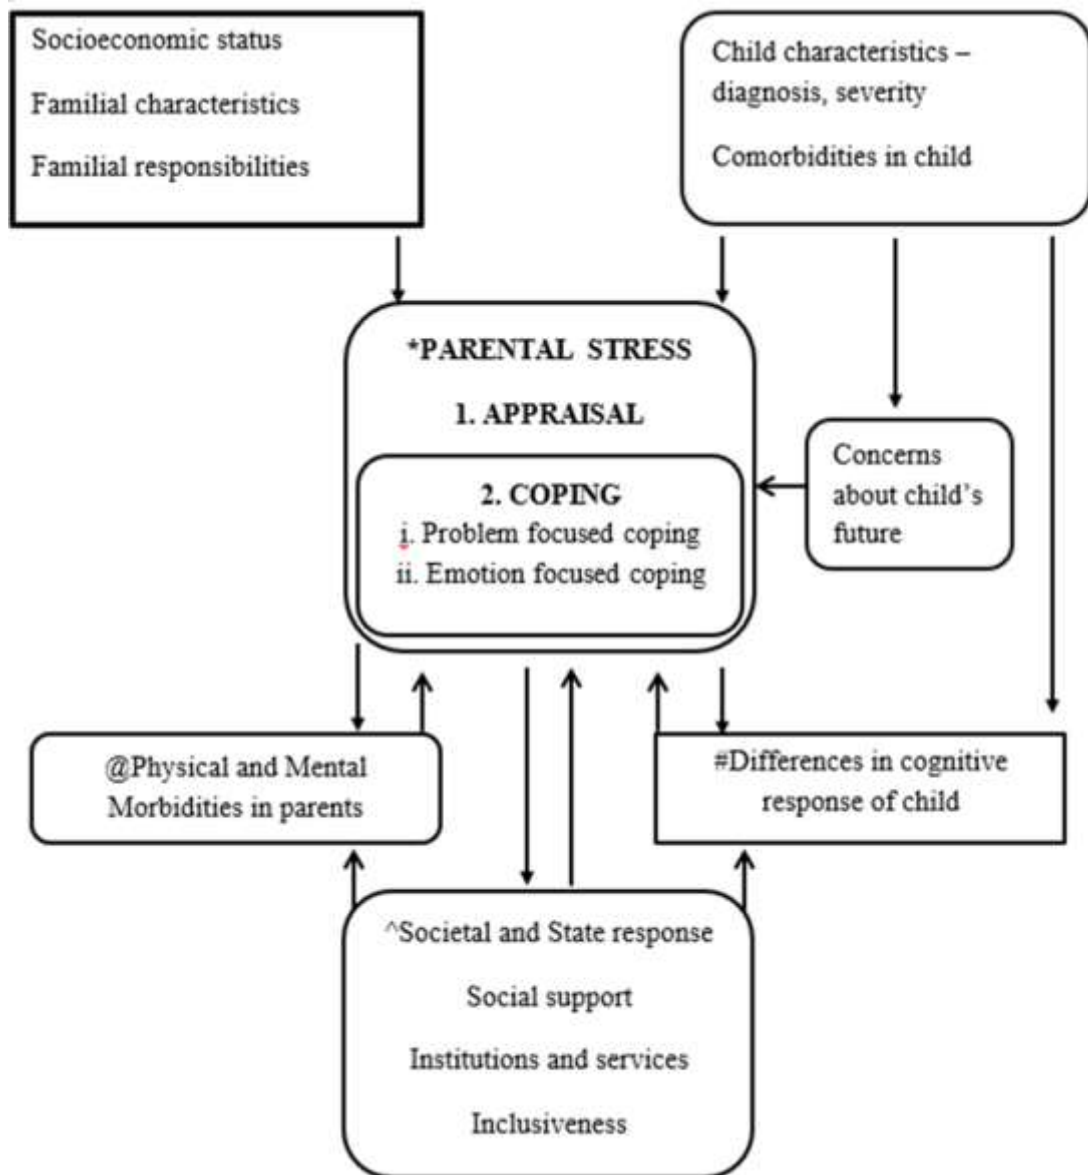 Socioeconomic status
Familial characteristics
Familial responsibilities
Child characteristics –
diagnosis, severity
Comorbidities in child
*PARENTAL STRESS
1. APPRAISAL
2. COPING
i. Problem focused coping
ii. Emotion focused coping
Concerns
about child’s
future
@Physical and Mental
Morbidities in parents
#Differences in cognitive
response of child
^Societal and State response
Social support
Institutions and services
Inclusiveness